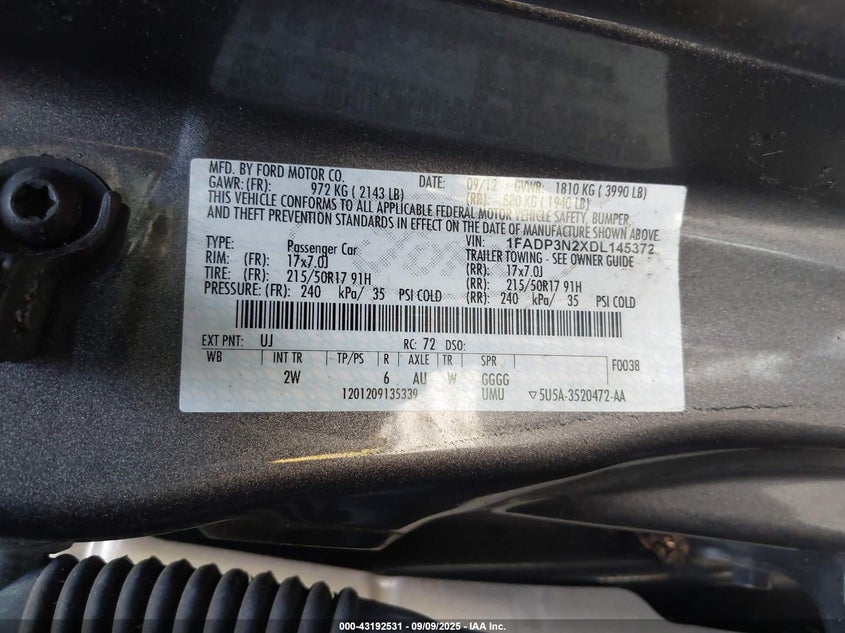 MFD. BY FORD MOTOR CO. DATE: 09/12 GVWR: 1810 KG ( 3990 LB)
GAWR: (FR): 972 KG ( 2143 LB) (RR): 880 KG ( 1940 LB)
THIS VEHICLE CONFORMS TO ALL APPLICABLE FEDERAL MOTOR VEHICLE SAFETY, BUMPER,
AND THEFT PREVENTION STANDARDS IN EFFECT ON THE DATE OF MANUFACTURE SHOWN ABOVE.
VIN: 1FADP3N2XDL145372
TYPE: Passenger Car TRAILER TOWING - SEE OWNER GUIDE
RIM: (FR): 17x7.0J (RR): 17x7.0J
TIRE: (FR): 215/50R17 91H (RR): 215/50R17 91H
PRESSURE: (FR): 240 kPa/ 35 PSI COLD (RR): 240 kPa/ 35 PSI COLD
EXT PNT: UJ RC: 72 DSO:
WB INT TR TP/PS R AXLE TR SPR F0038
2W 6 AU W GGGG
1201209135339 UMU ▽5U5A-3520472-AA
000-43192531 - 09/09/2025 - IAA Inc.